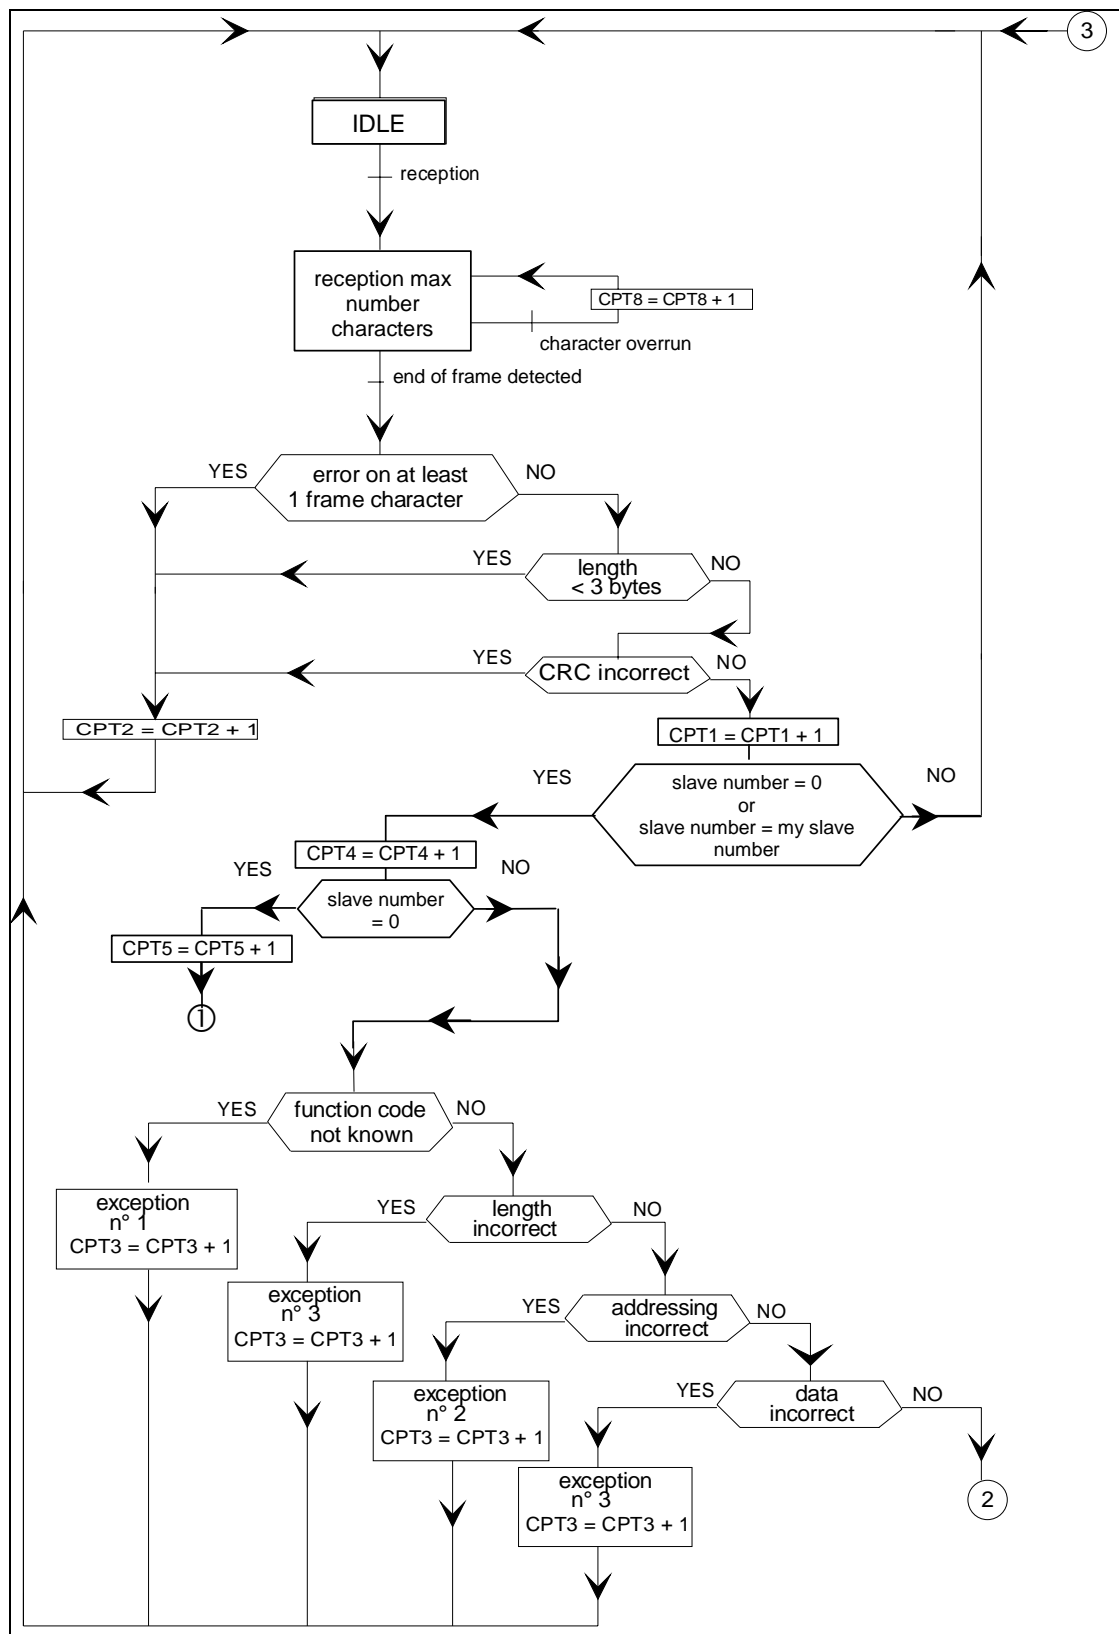 3
IDLE
reception
reception max
number
characters
CPT8 = CPT8 + 1
character overrun
end of frame detected
YES
error on at least
1 frame character
NO
YES
length
< 3 bytes
NO
YES
CRC incorrect
NO
CPT2 = CPT2 + 1
CPT1 = CPT1 + 1
YES
slave number = 0
or
slave number = my slave
number
NO
CPT4 = CPT4 + 1
YES
slave number
= 0
NO
CPT5 = CPT5 + 1
1
YES
function code
not known
NO
exception
n° 1
CPT3 = CPT3 + 1
YES
length
incorrect
NO
exception
n° 3
CPT3 = CPT3 + 1
YES
addressing
incorrect
NO
exception
n° 2
CPT3 = CPT3 + 1
YES
data
incorrect
NO
exception
n° 3
CPT3 = CPT3 + 1
2